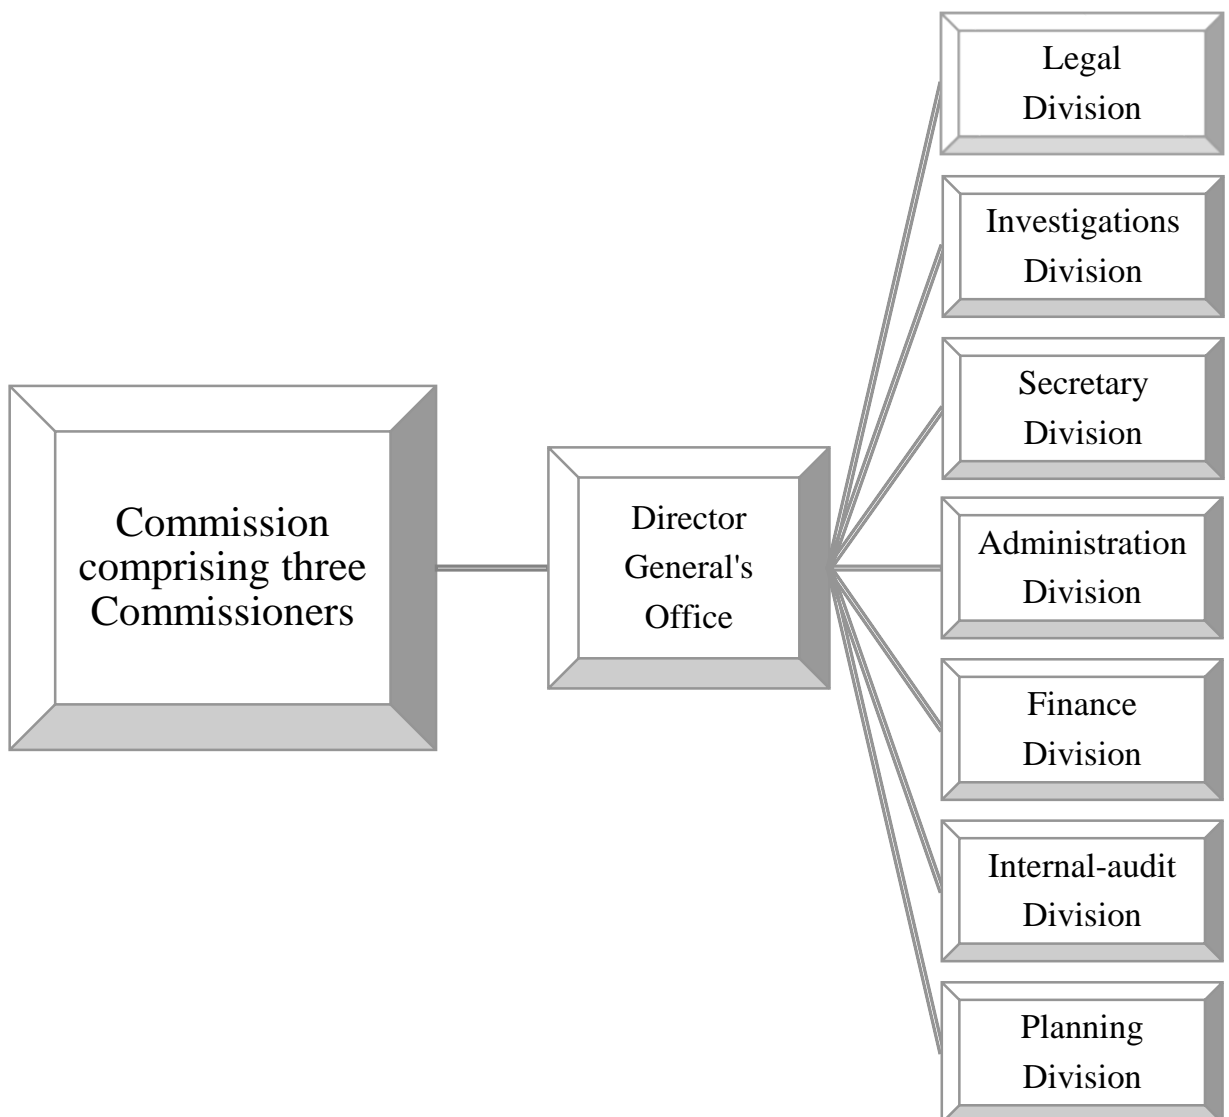 Commission
comprising three
Commissioners
Director
General's
Office
Legal
Division
Investigations
Division
Secretary
Division
Administration
Division
Finance
Division
Internal-audit
Division
Planning
Division